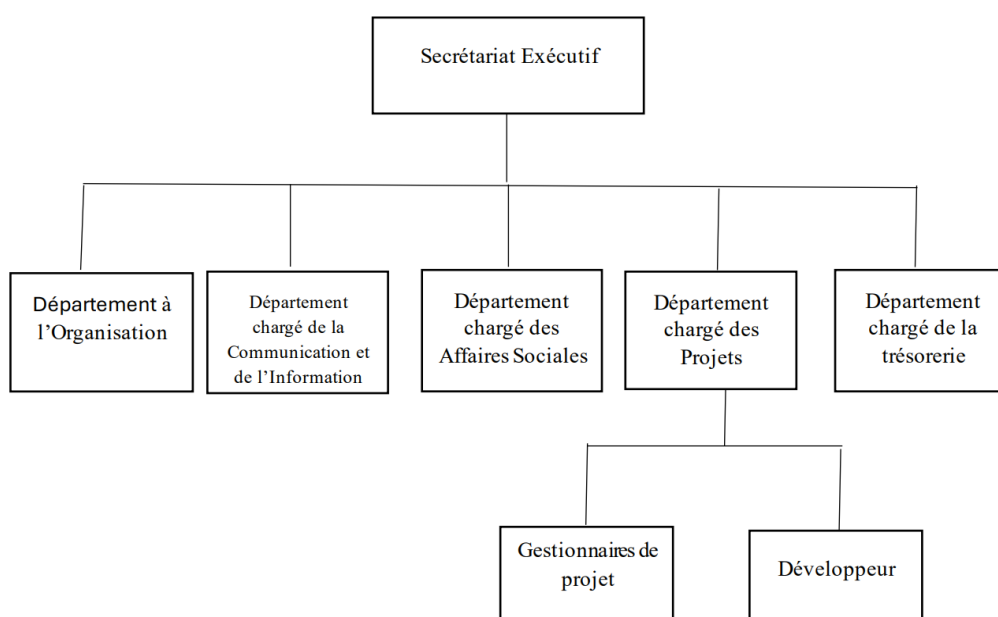 Secrétariat Exécutif
Département à
l’Organisation
Département
chargé de la
Communication et
de l’Information
Département
chargé des
Affaires Sociales
Département
chargé des
Projets
Département
chargé de la
trésorerie
Gestionnaires de
projet
Développeur